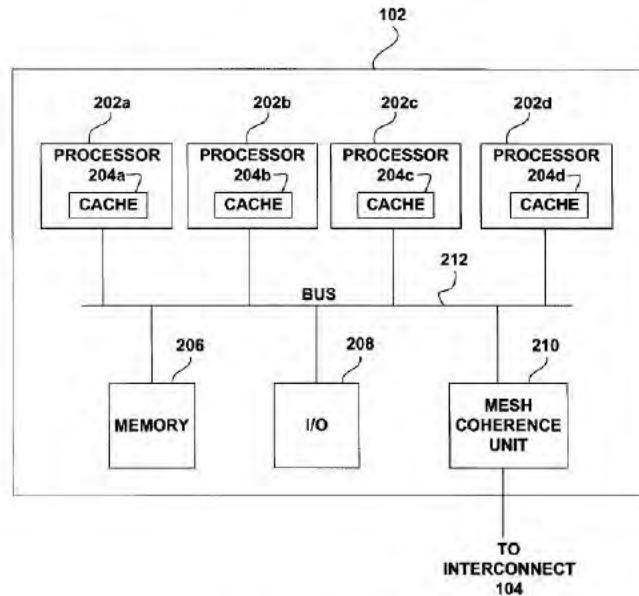 102
202a
202b
202c
202d
PROCESSOR
PROCESSOR
PROCESSOR
PROCESSOR
204a
204b
204c
204d
CACHE
CACHE
CACHE
CACHE
212
BUS
206
208
210
MEMORY
I/O
MESH
COHERENCE
UNIT
TO
INTERCONNECT
104